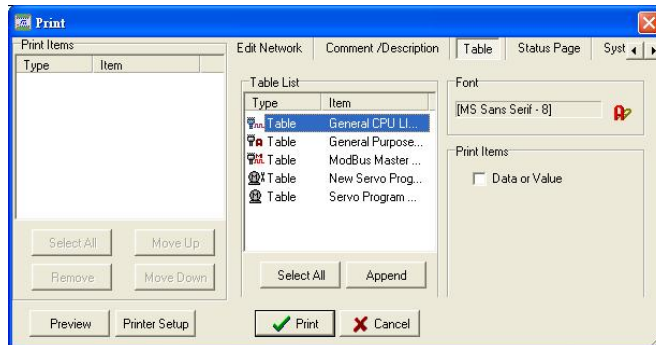 Print
Print Items
Type Item
Select All Move Up
Remove Move Down
Edit Network Comment /Description Table Status Page Syst
Table List
Type Item
Table General CPU LI...
Table General Purpose...
Table ModBus Master ...
Table New Servo Prog...
Table Servo Program ...
Select All Append
Font
[MS Sans Serif - 8]
Print Items
Data or Value
Preview Printer Setup Print Cancel